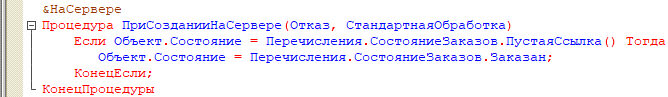 &НаСервере
Процедура ПриСозданииНаСервере(Отказ, СтандартнаяОбработка)
Если Объект.Состояние = Перечисления.СостояниеЗаказов.ПустаяСсылка() Тогда
Объект.Состояние = Перечисления.СостояниеЗаказов.Заказан;
КонецЕсли;
КонецПроцедуры